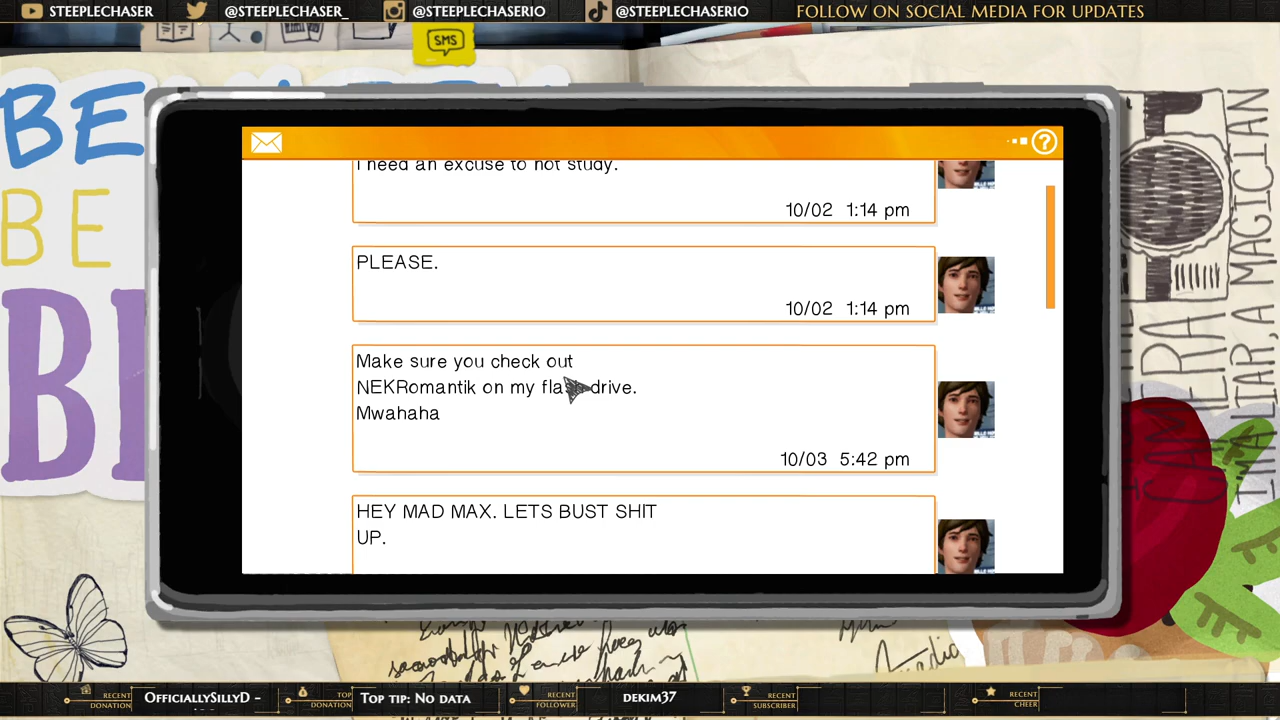 STEEPLECHASER
@STEEPLECHASER_
@STEEPLECHASERIO
@STEEPLECHASERIO
FOLLOW ON SOCIAL MEDIA FOR UPDATES
SMS
BE
BE
I need an excuse to not study.
10/02 1:14 pm
PLEASE.
10/02 1:14 pm
Make sure you check out
NEKRomantik on my flash drive.
Mwahaha
10/03 5:42 pm
HEY MAD MAX. LETS BUST SHIT
UP.
CAMERA
I'M A LIAR, A MAGICIAN
RECENT DONATION
OFFICIALLYSILLYD –
TOP DONATION
TOP TIP: NO DATA
RECENT FOLLOWER
DEKIM37
RECENT SUBSCRIBER
RECENT CHEER